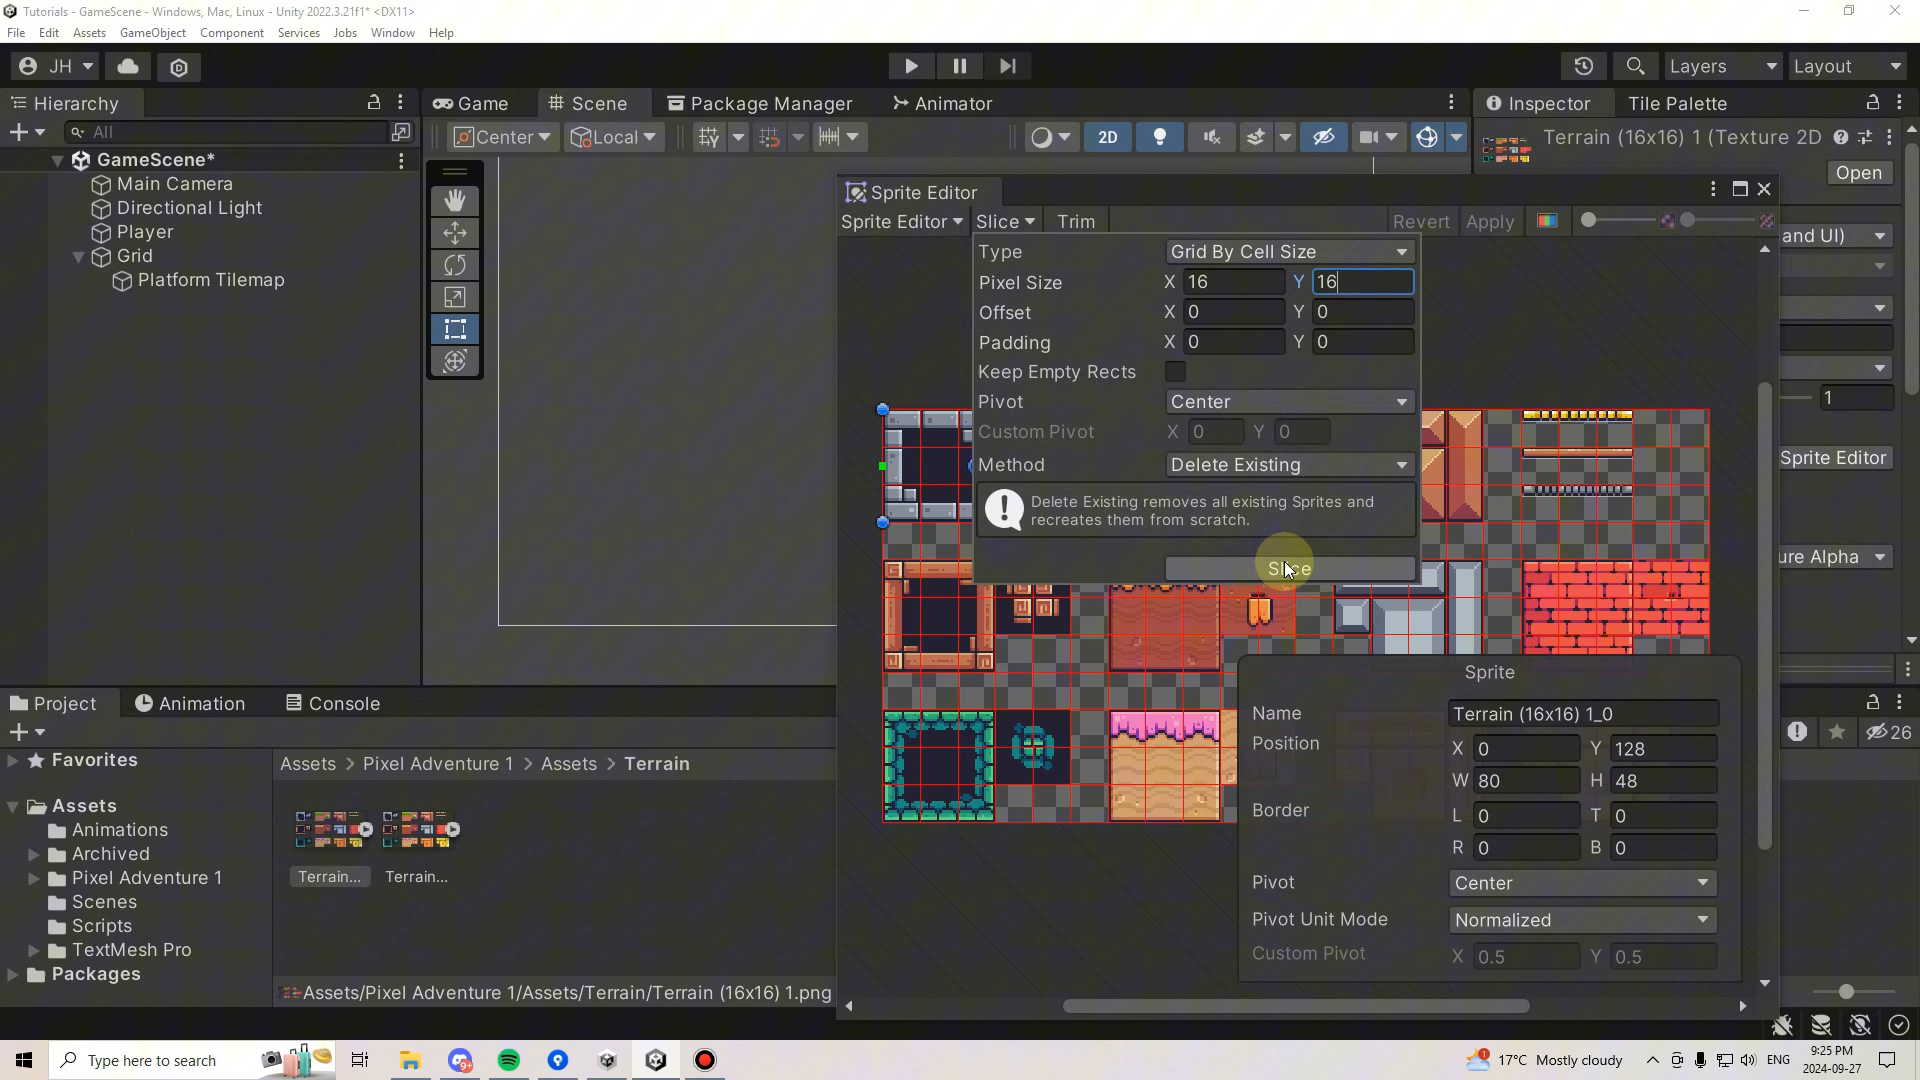 Tutorials - GameScene - Windows, Mac, Linux - Unity 2022.3.21f1* <DX11>
File Edit Assets GameObject Component Services Jobs Window Help
JH Layers Layout
Hierarchy Game Scene Package Manager Animator Inspector Tile Palette
All Center Local 2D Terrain (16x16) 1 (Texture 2D
GameScene*
Open
Main Camera
Directional Light
Player
Grid
Platform Tilemap
Sprite Editor
Sprite Editor Slice Trim Revert Apply
and UI)
Type Grid By Cell Size
Pixel Size X 16 Y 16
Offset X 0 Y 0
Padding X 0 Y 0
Keep Empty Rects
Pivot Center
1
Custom Pivot X 0 Y 0
Method Delete Existing
Sprite Editor
Delete Existing removes all existing Sprites and
recreates them from scratch.
Slice
ure Alpha
Sprite
Name Terrain (16x16) 1_0
Position X 0 Y 128
W 80 H 48
Border L 0 T 0
R 0 B 0
Pivot Center
Pivot Unit Mode Normalized
Custom Pivot X 0.5 Y 0.5
Project Animation Console
26
Favorites
Assets > Pixel Adventure 1 > Assets > Terrain
Assets
Animations
Archived
Pixel Adventure 1
Scenes
Scripts
TextMesh Pro
Packages
Terrain... Terrain...
Assets/Pixel Adventure 1/Assets/Terrain/Terrain (16x16) 1.png
Type here to search
9+
1
17°C Mostly cloudy
ENG
9:25 PM
2024-09-27